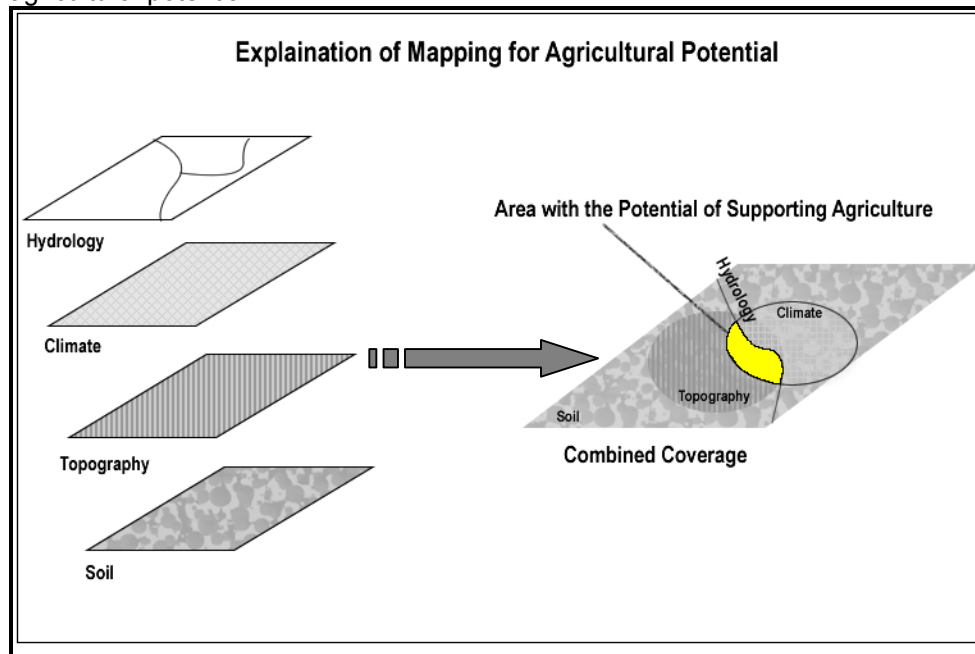 Explaination of Mapping for Agricultural Potential
Hydrology
Climate
Topography
Soil
Area with the Potential of Supporting Agriculture
Hydrology
Climate
Topography
Soil
Combined Coverage